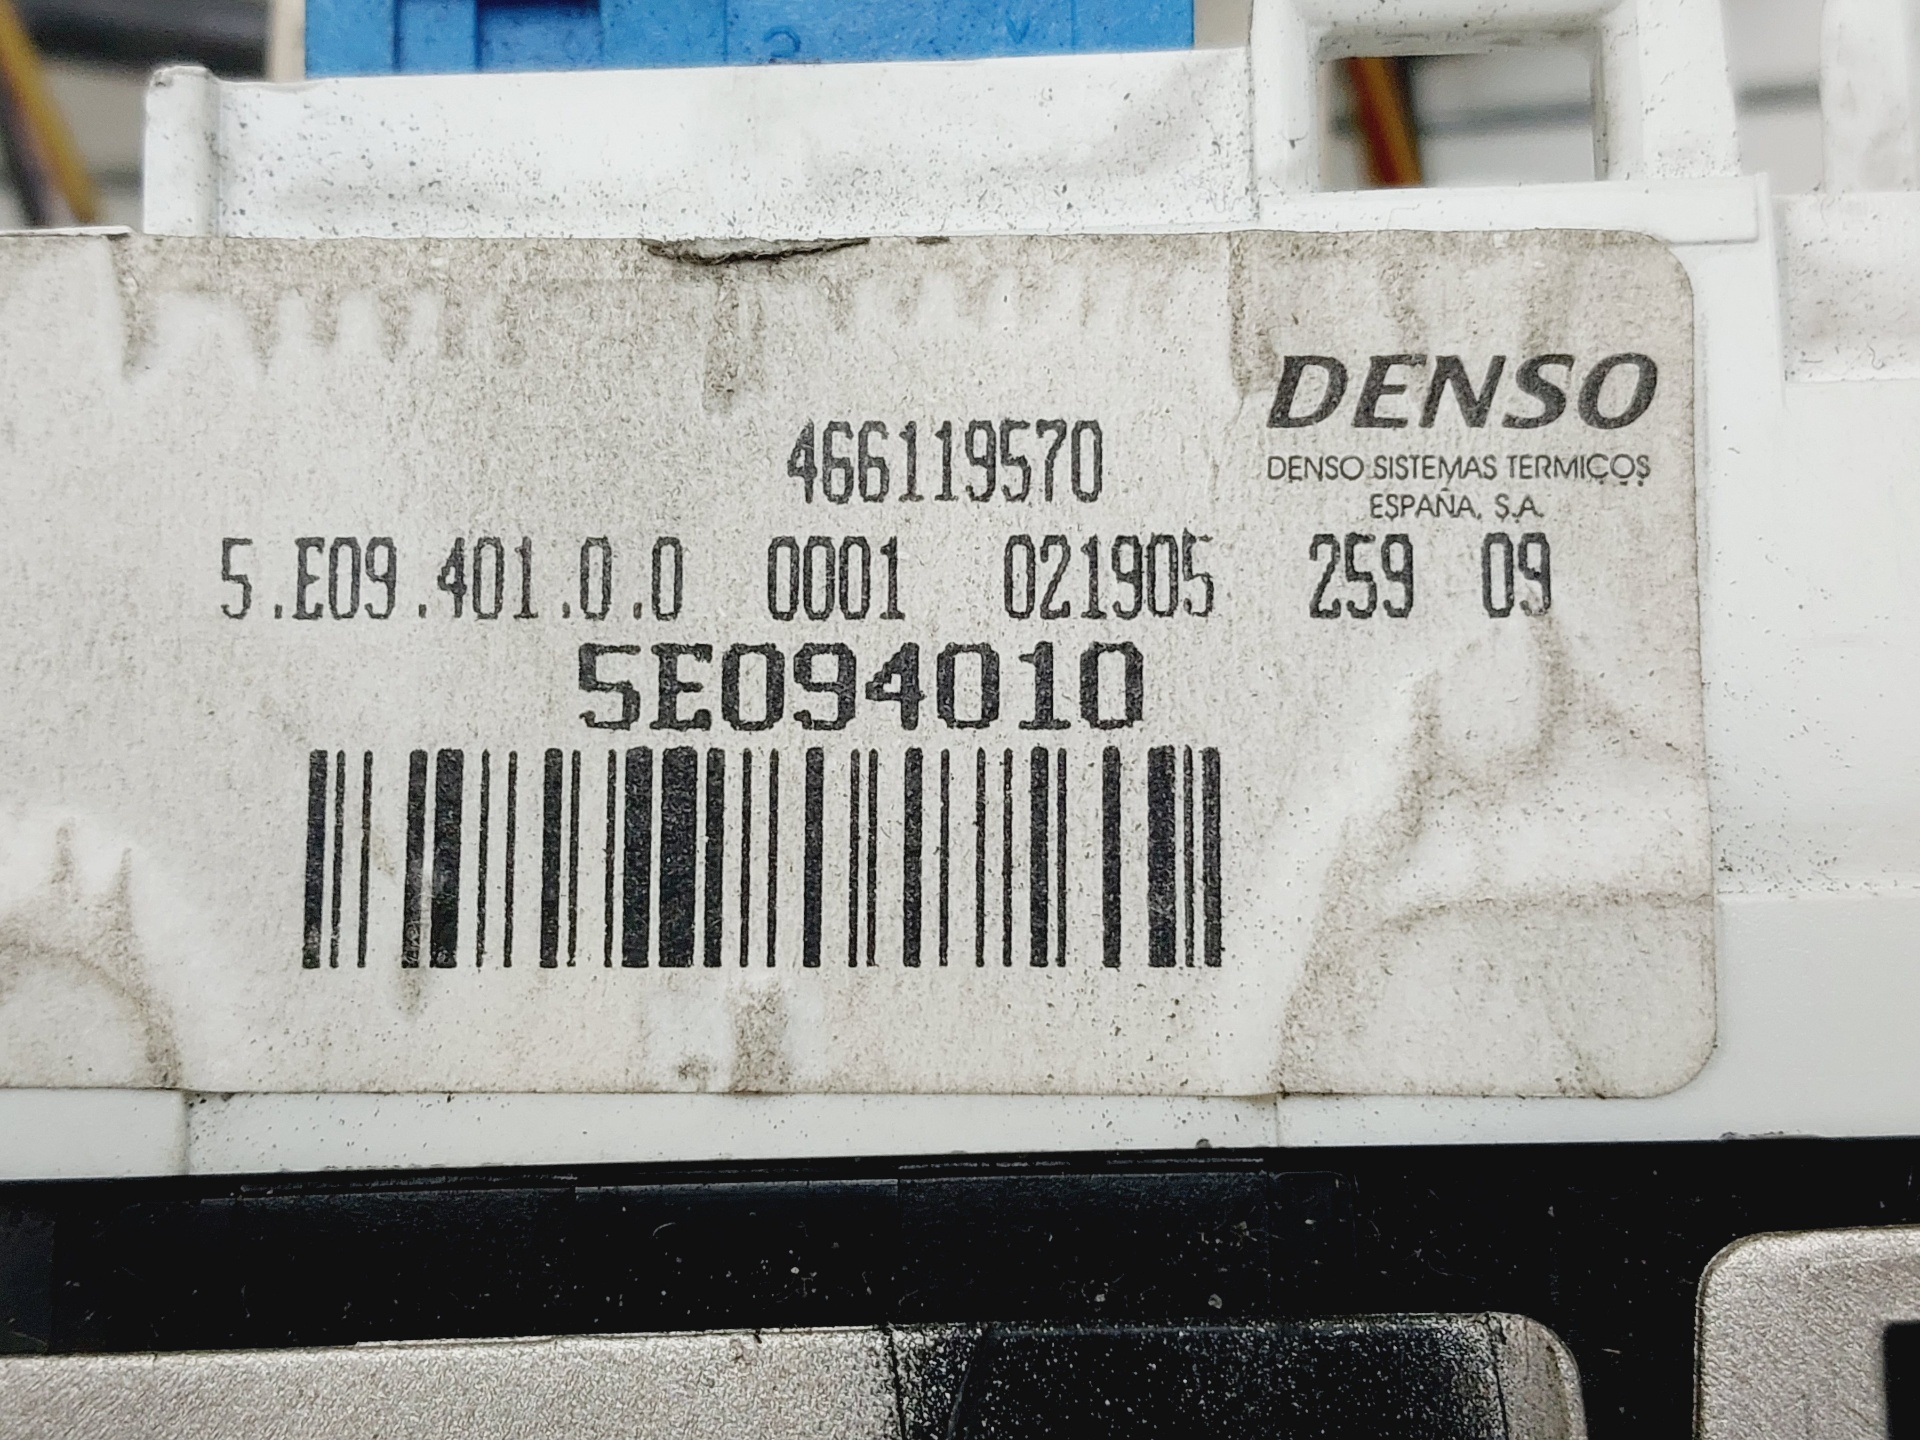 DENSO
DENSO SISTEMAS TERMICOS
ESPAÑA, S.A.
466119570
5.E09.401.0.0 0001 021905 259 09
5E094010